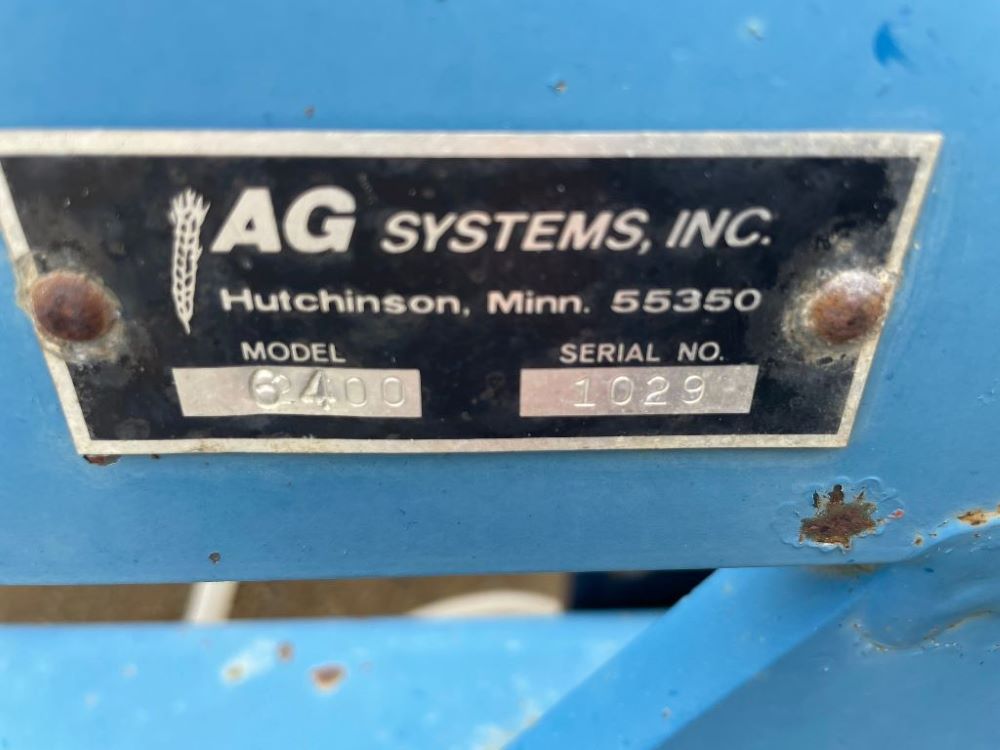 AG SYSTEMS, INC.
Hutchinson, Minn. 55350
MODEL SERIAL NO.
6400 1029